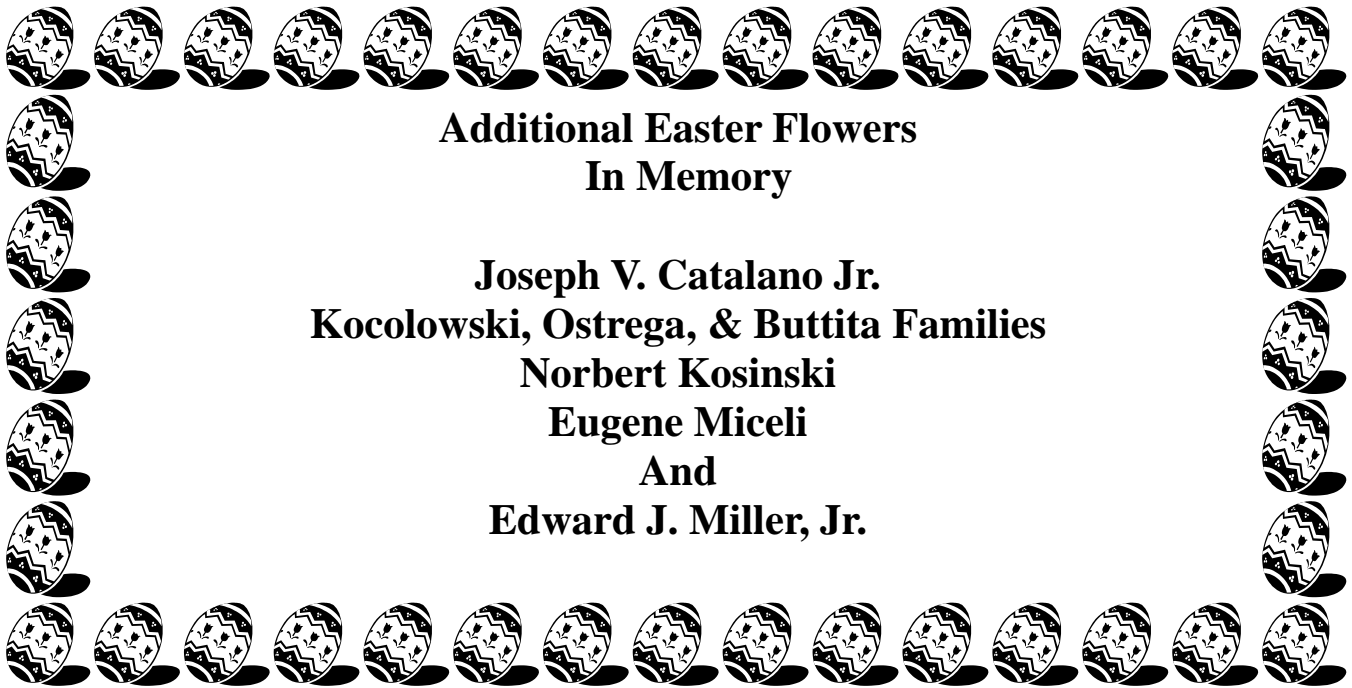 Additional Easter Flowers
In Memory
Joseph V. Catalano Jr.
Kocolowski, Ostrega, & Buttita Families
Norbert Kosinski
Eugene Miceli
And
Edward J. Miller, Jr.